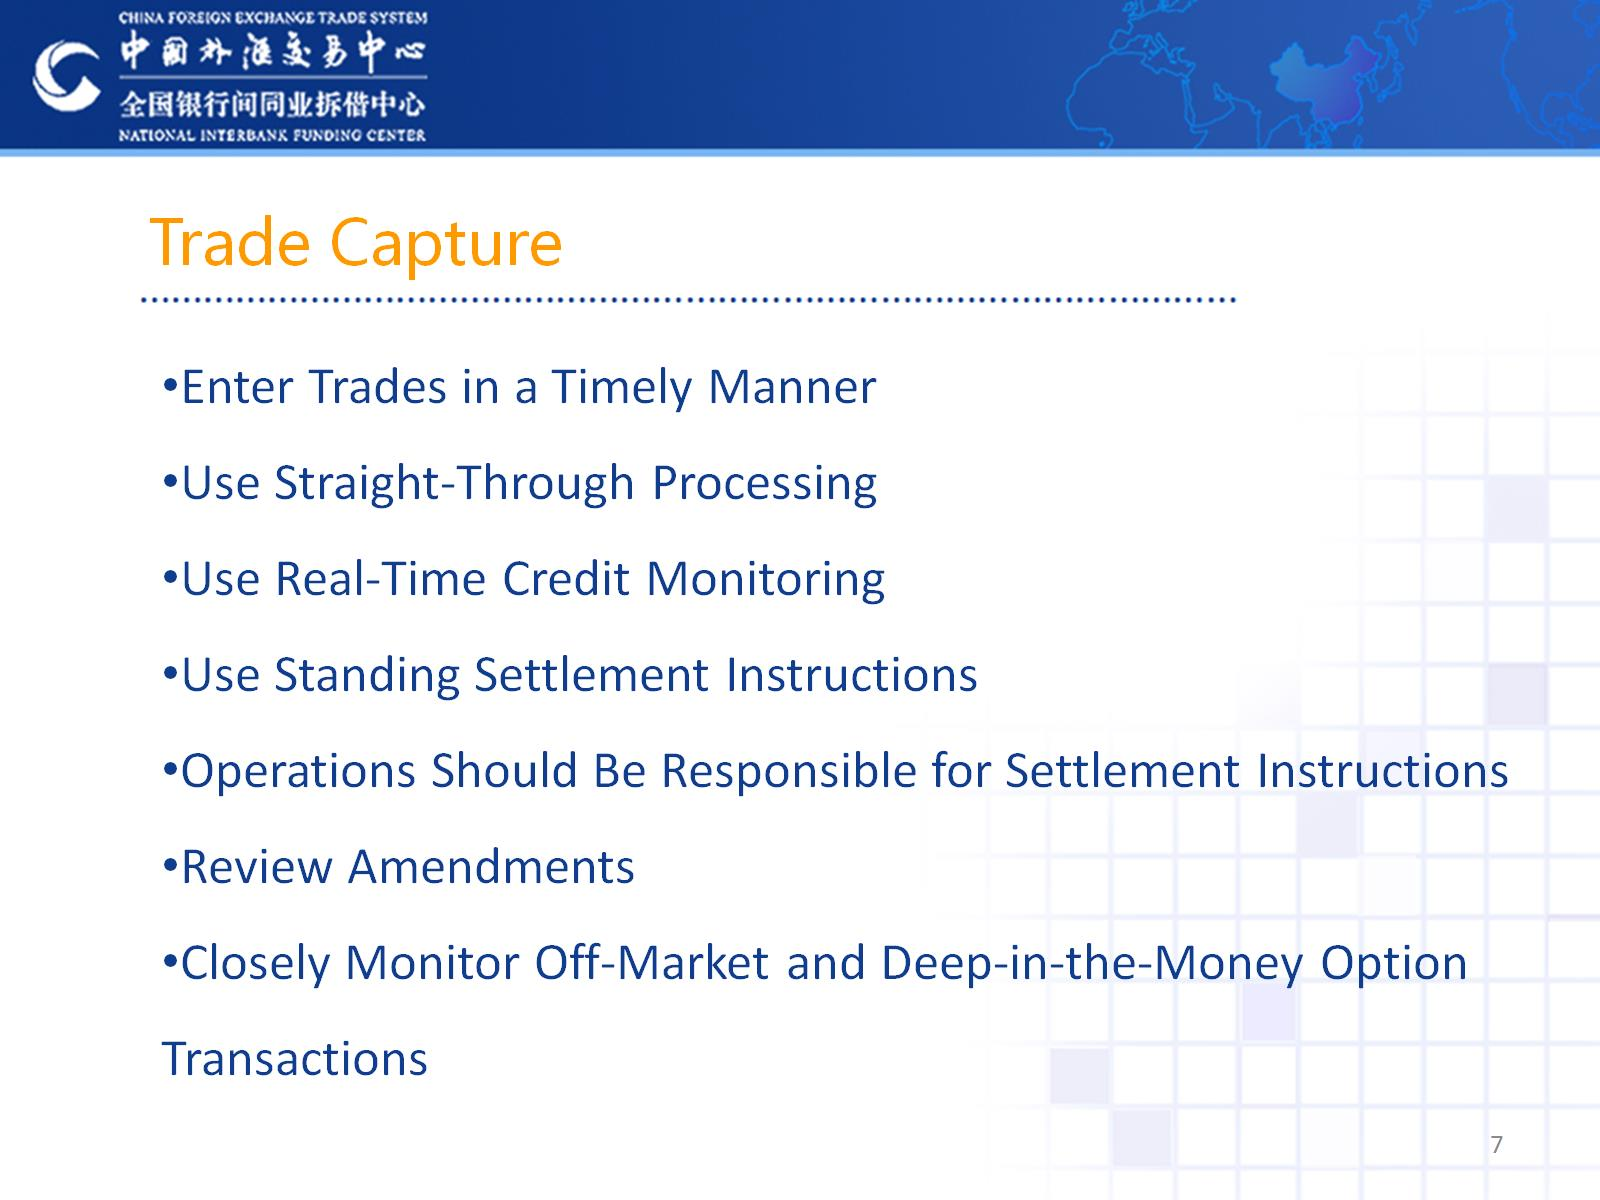 CHINA FOREIGN EXCHANGE TRADE SYSTEM
中国外汇交易中心
全国银行间同业拆借中心
NATIONAL INTERBANK FUNDING CENTER
Trade Capture
•Enter Trades in a Timely Manner
•Use Straight-Through Processing
•Use Real-Time Credit Monitoring
•Use Standing Settlement Instructions
•Operations Should Be Responsible for Settlement Instructions
•Review Amendments
•Closely Monitor Off-Market and Deep-in-the-Money Option
Transactions
7